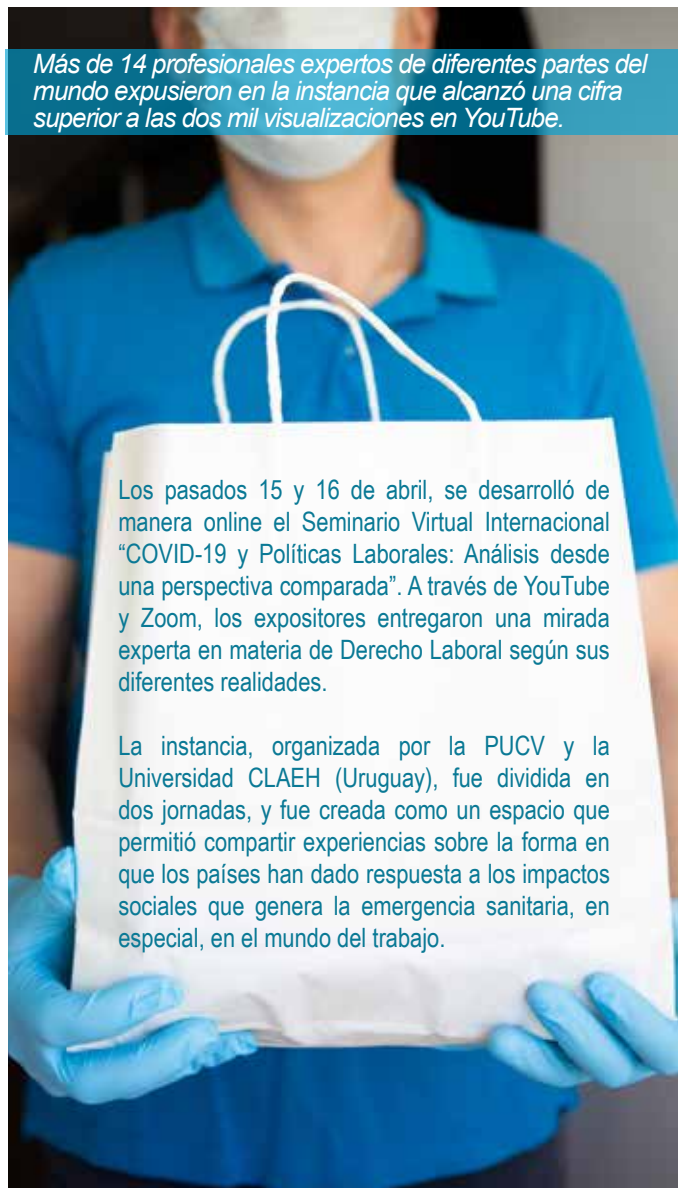 Más de 14 profesionales expertos de diferentes partes del
mundo expusieron en la instancia que alcanzó una cifra
superior a las dos mil visualizaciones en YouTube.
Los pasados 15 y 16 de abril, se desarrolló de
manera online el Seminario Virtual Internacional
“COVID-19 y Políticas Laborales: Análisis desde
una perspectiva comparada”. A través de YouTube
y Zoom, los expositores entregaron una mirada
experta en materia de Derecho Laboral según sus
diferentes realidades.
La instancia, organizada por la PUCV y la
Universidad CLAEH (Uruguay), fue dividida en
dos jornadas, y fue creada como un espacio que
permitió compartir experiencias sobre la forma en
que los países han dado respuesta a los impactos
sociales que genera la emergencia sanitaria, en
especial, en el mundo del trabajo.